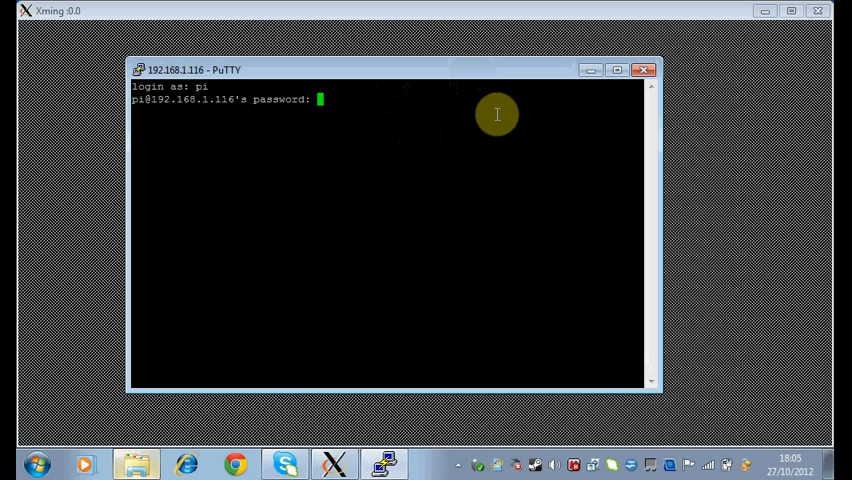 Xming :0.0
192.168.1.116 - PuTTY
login as: pi
pi@192.168.1.116's password:
18:05
27/10/2012